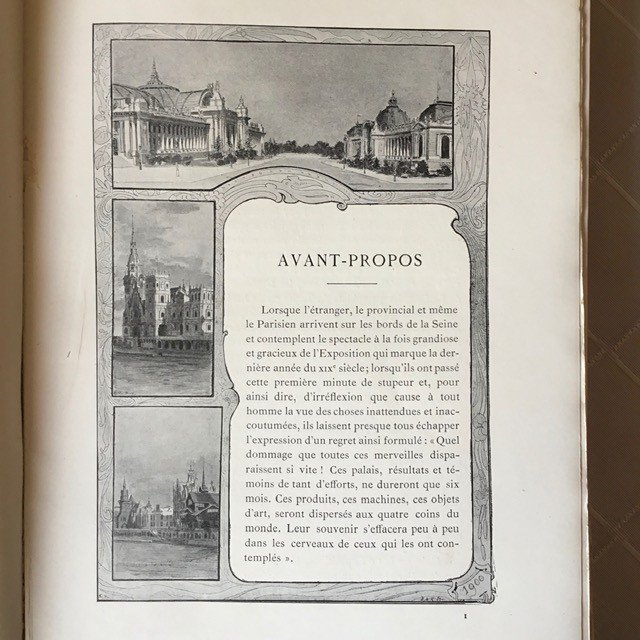 AVANT-PROPOS
Lorsque l'étranger, le provincial et même
le Parisien arrivent sur les bords de la Seine
et contemplent le spectacle à la fois grandiose
et gracieux de l'Exposition qui marque la der-
nière année du XIXe siècle; lorsqu'ils ont passé
cette première minute de stupeur et, pour
ainsi dire, d'irréflexion que cause à tout
homme la vue des choses inattendues et inac-
coutumées, ils laissent presque tous échapper
l'expression d'un regret ainsi formulé : « Quel
dommage que toutes ces merveilles dispa-
raissent si vite ! Ces palais, résultats et té-
moins de tant d'efforts, ne dureront que six
mois. Ces produits, ces machines, ces objets
d'art, seront dispersés aux quatre coins du
monde. Leur souvenir s'effacera peu à peu
dans les cerveaux de ceux qui les ont con-
templés ».
1900
1